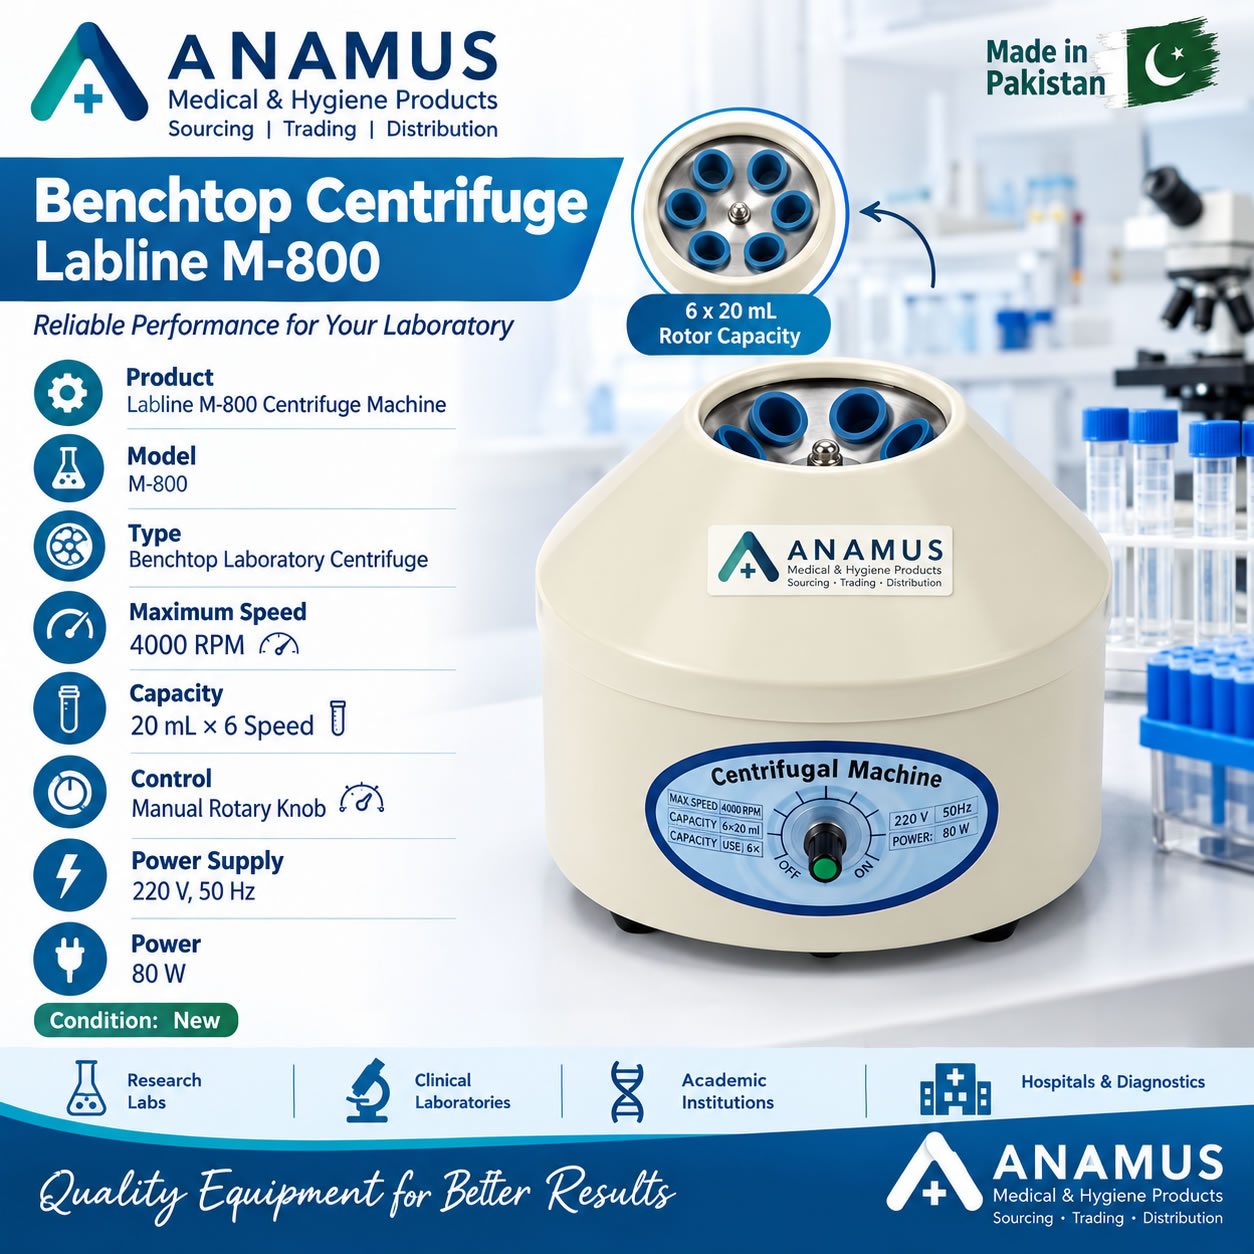 ANAMUS
Medical & Hygiene Products
Sourcing | Trading | Distribution
Made in
Pakistan
Benchtop Centrifuge
Labline M-800
Reliable Performance for Your Laboratory
6 x 20 mL
Rotor Capacity
Product
Labline M-800 Centrifuge Machine
Model
M-800
Type
Benchtop Laboratory Centrifuge
Maximum Speed
4000 RPM
Capacity
20 mL × 6 Speed
Control
Manual Rotary Knob
Power Supply
220 V, 50 Hz
Power
80 W
Condition: New
ANAMUS
Medical & Hygiene Products
Sourcing · Trading · Distribution
Centrifugal Machine
MAX SPEED 4000 RPM
CAPACITY 6×20 ml
CAPACITY USE| 6×
220 V 50Hz
POWER: 80 W
OFF ON
Research
Labs
Clinical
Laboratories
Academic
Institutions
Hospitals & Diagnostics
Quality Equipment for Better Results
ANAMUS
Medical & Hygiene Products
Sourcing · Trading · Distribution